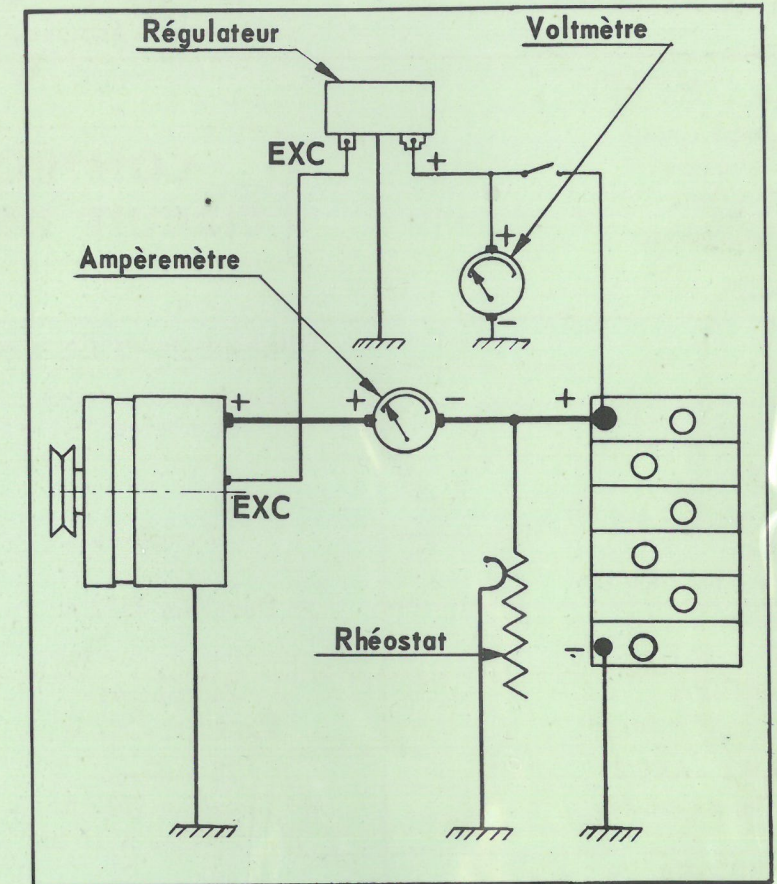 Régulateur
Voltmètre
EXC
+
+
Ampèremètre
-
+
+
-
+
EXC
Rhéostat
-